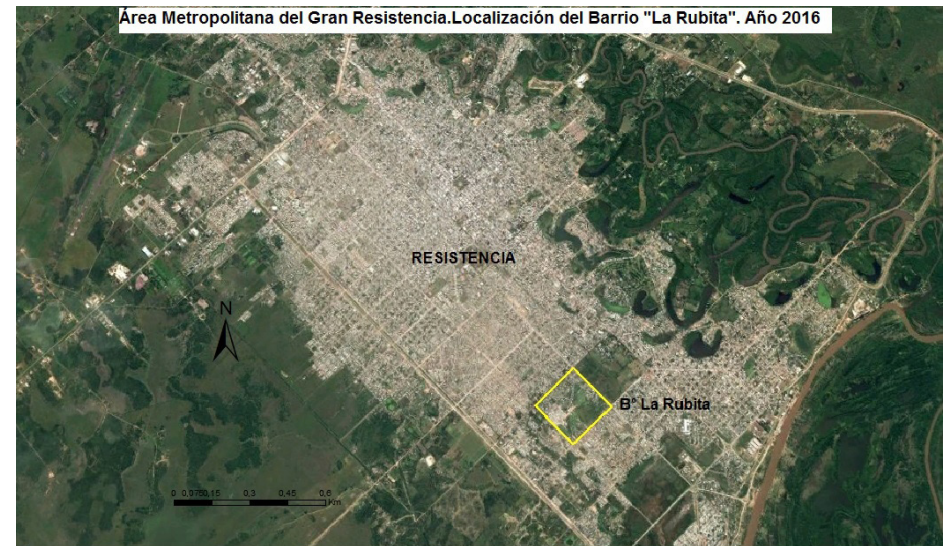 Área Metropolitana del Gran Resistencia.Localización del Barrio "La Rubita". Año 2016
RESISTENCIA
N
B° La Rubita
0 0,0750,15 0,3 0,45 0,6
Km